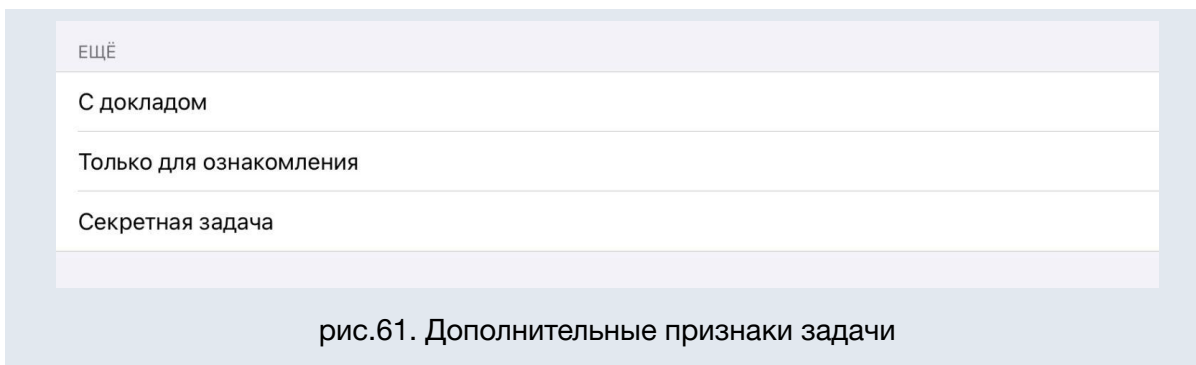 ЕЩЁ
С докладом
Только для ознакомления
Секретная задача
рис.61. Дополнительные признаки задачи